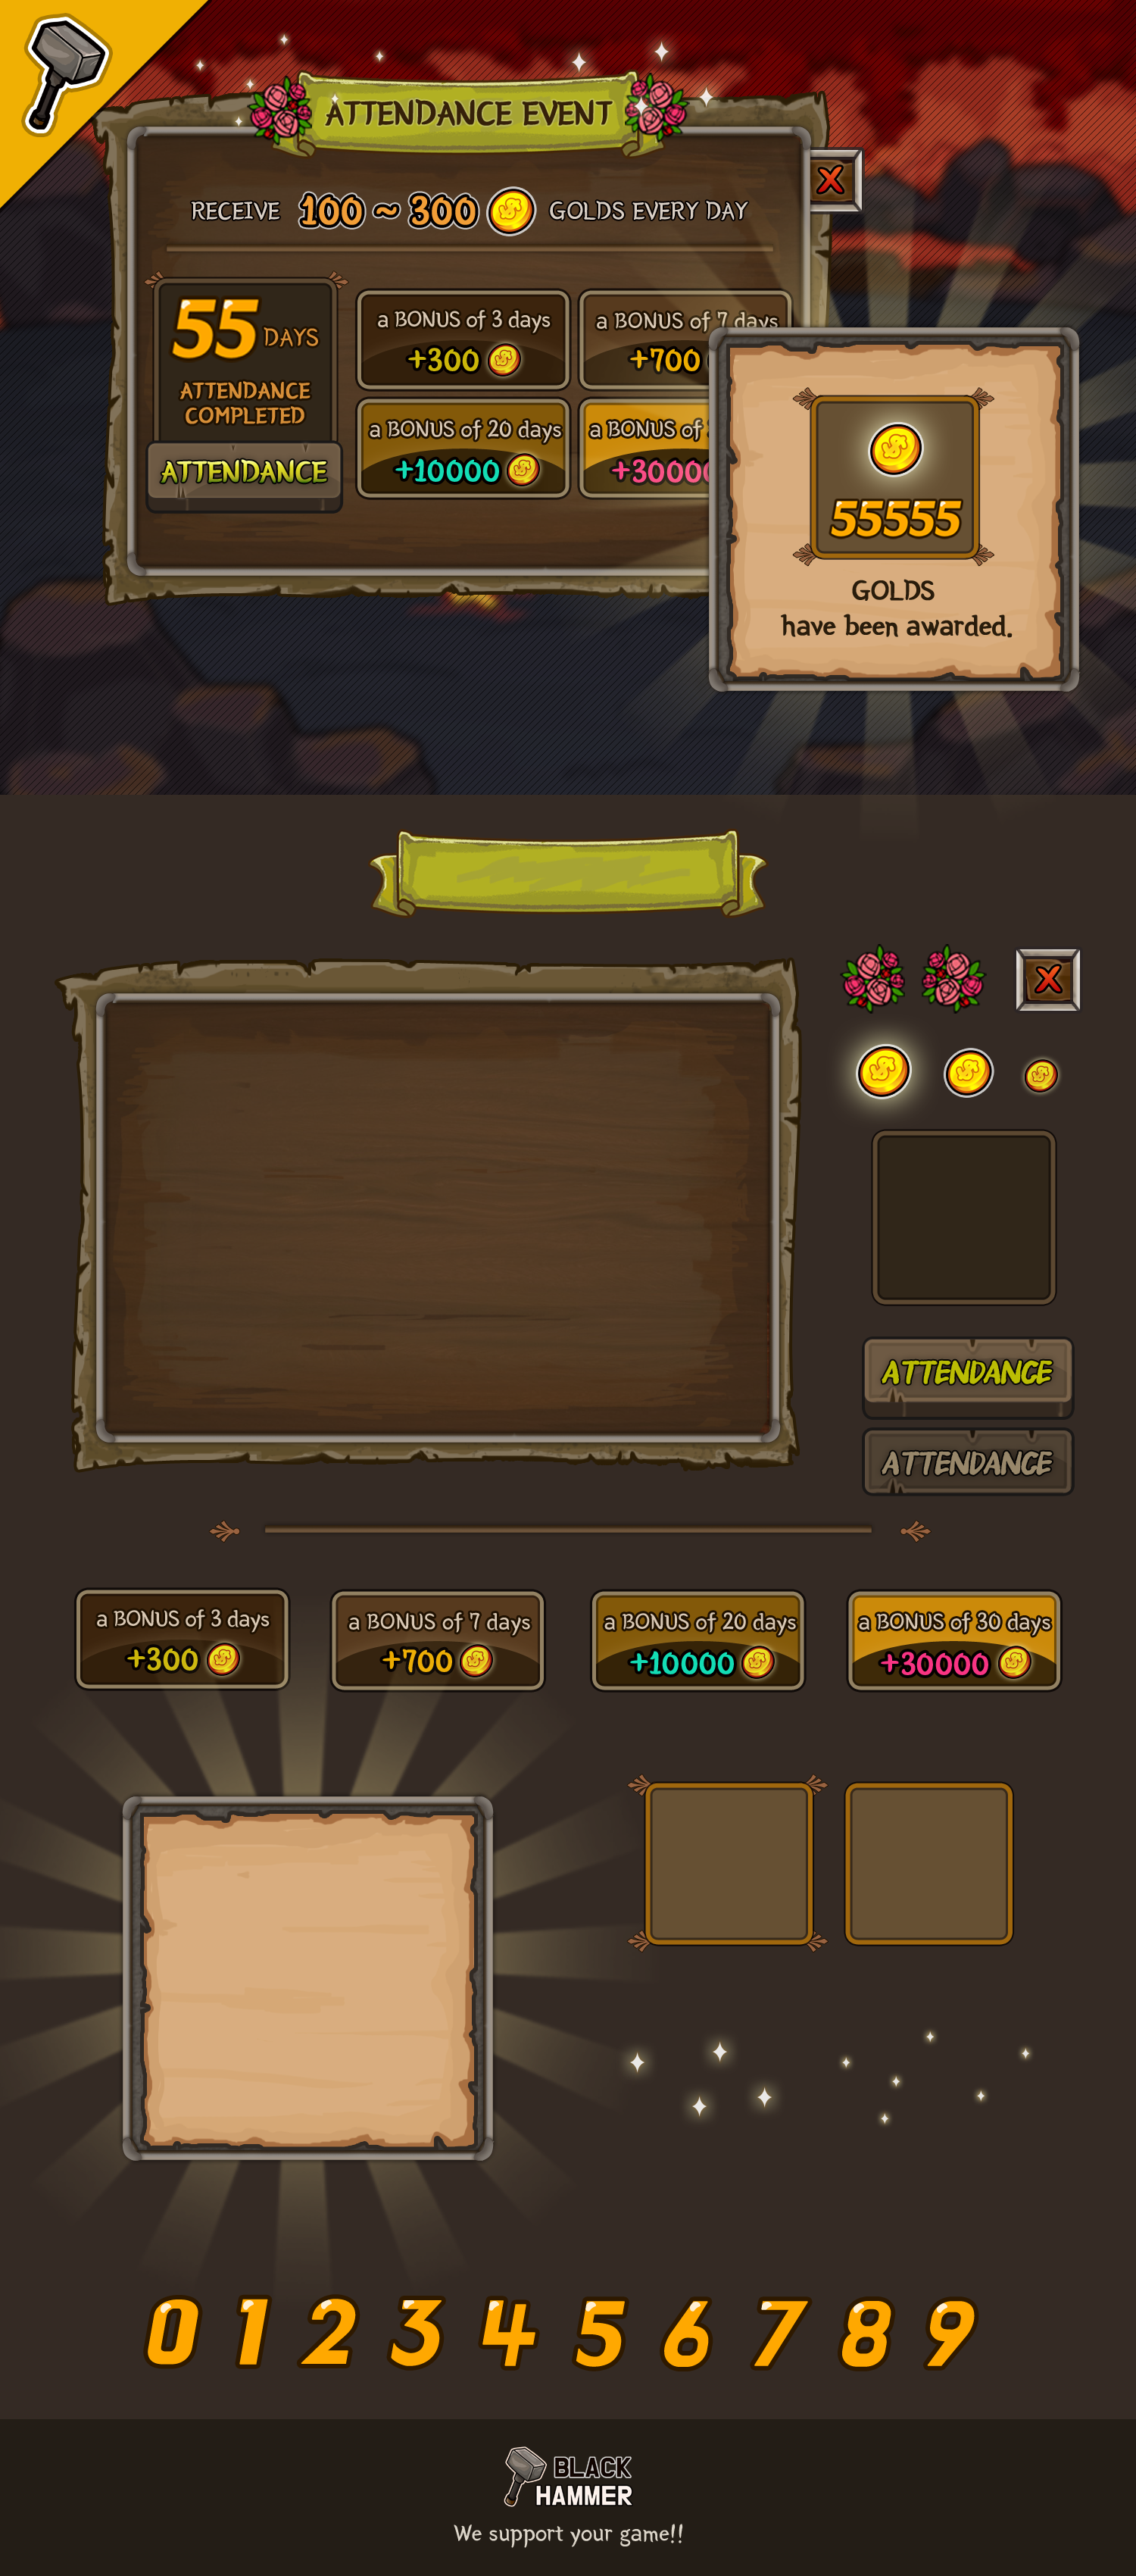 ATTENDANCE EVENT
RECEIVE 100 ~ 300 GOLDS EVERY DAY
55 DAYS
ATTENDANCE
COMPLETED
ATTENDANCE
a BONUS of 3 days
+300
a BONUS of 7 days
+700
a BONUS of 20 days
+10000
a BONUS of
+30000
X
55555
GOLDS
have been awarded.
X
ATTENDANCE
ATTENDANCE
a BONUS of 3 days
+300
a BONUS of 7 days
+700
a BONUS of 20 days
+10000
a BONUS of 30 days
+30000
0 1 2 3 4 5 6 7 8 9
BLACK
HAMMER
We support your game!!